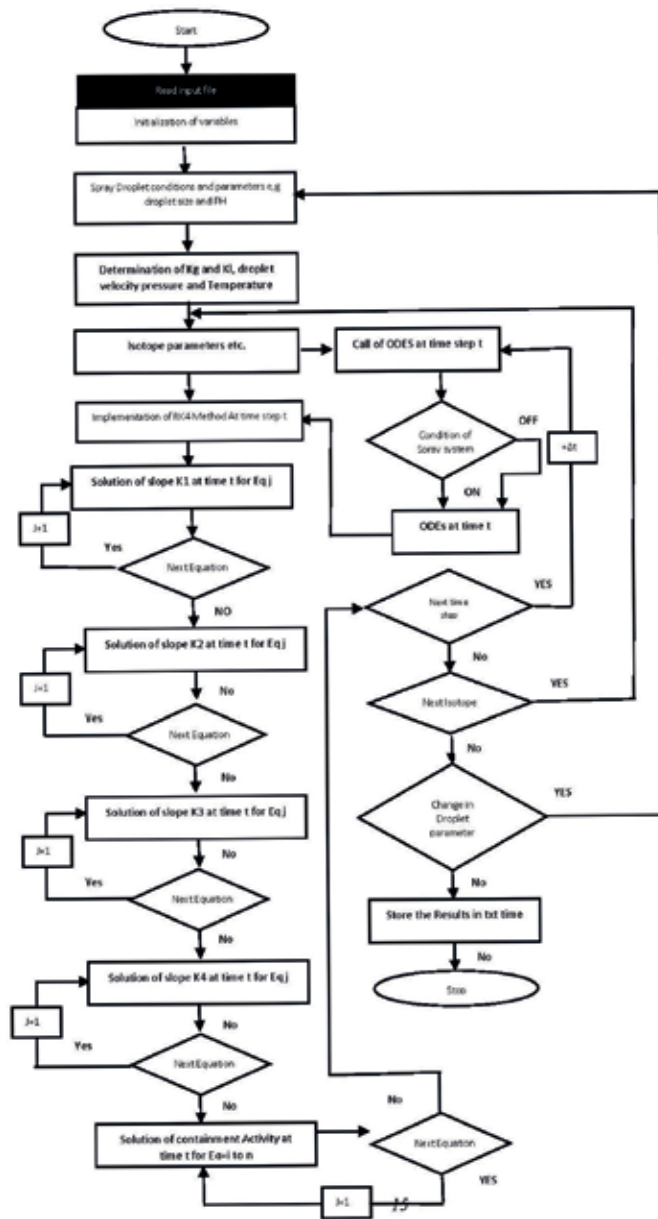 Start
Read input file
Initialization of variables
Spray Droplet conditions and parameters e,g
droplet size and PH
Determination of Kg and Kl, droplet
velocity pressure and Temperature
Isotope parameters etc.
Call of ODES at time step t
Implementation of RK4 Method At time step t
Condition of
Spray system
OFF
+Δt
ON
ODEs at time t
Solution of slope K1 at time t for Eq j
J+1
Yes
Next Equation
NO
Next time
step
YES
Solution of slope K2 at time t for Eq j
No
J=1
Yes
Next Equation
No
No
Next Isotope
YES
No
Solution of slope K3 at time t for Eq j
No
J=1
Yes
Next Equation
No
Change in
Droplet
parameter
YES
No
Store the Results in txt time
No
Stop
Solution of slope K4 at time t for Eq j
No
J=1
Yes
Next Equation
No
Solution of containment Activity at
time t for Eq=i to n
No
Next Equation
YES
J=1
15